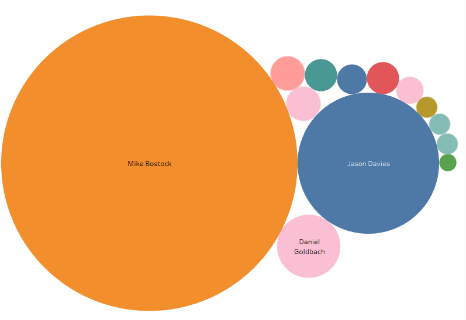 Mike Bostock
Jason Davies
Daniel
Goldbach